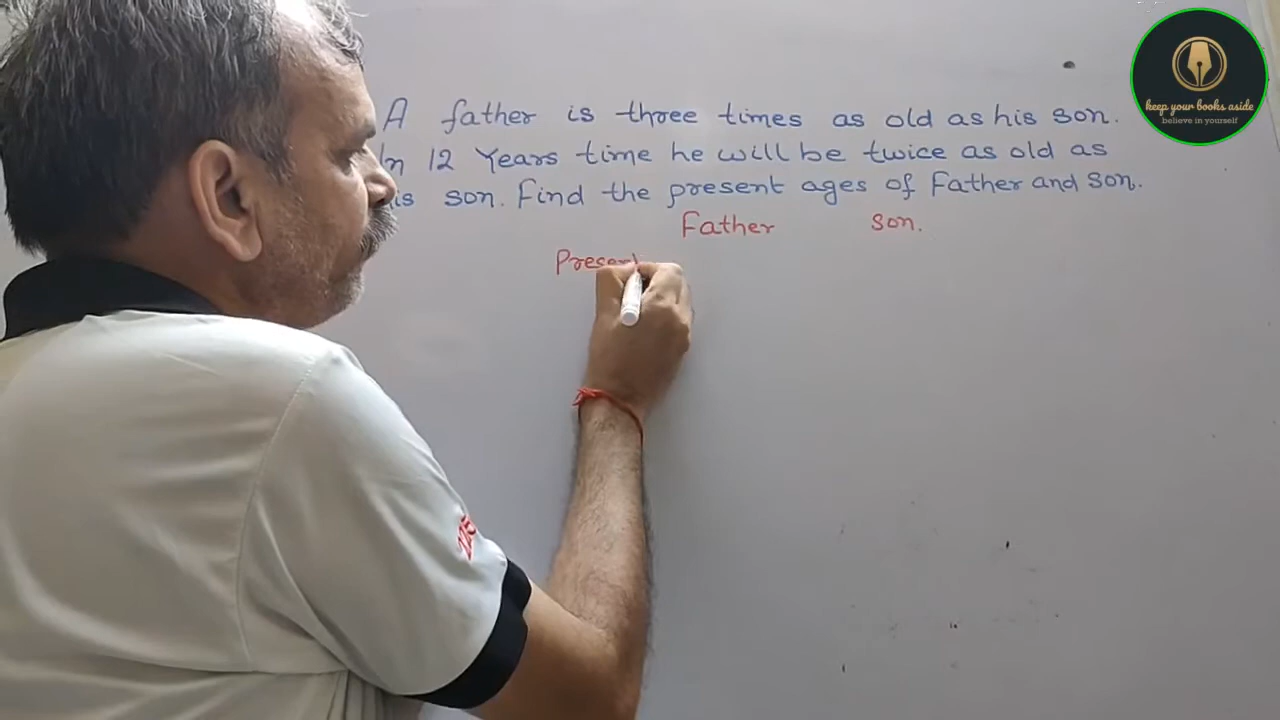 A father is three times as old as his son.
In 12 Years time he will be twice as old as
is son. Find the present ages of Father and son.
Father son.
Present
keep your books aside
believe in yourself